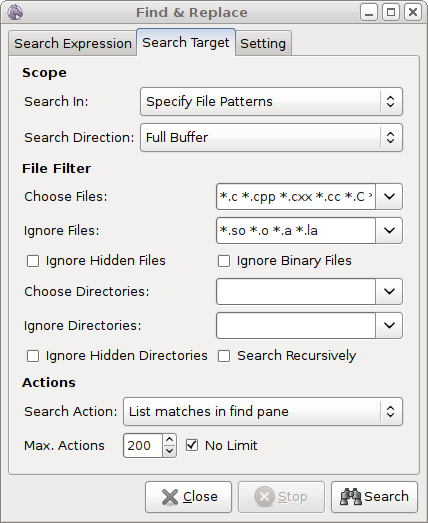 Find & Replace
Search Expression Search Target Setting
Scope
Search In: Specify File Patterns
Search Direction: Full Buffer
File Filter
Choose Files: *.c *.cpp *.cxx *.cc *.C
Ignore Files: *.so *.o *.a *.la
Ignore Hidden Files Ignore Binary Files
Choose Directories:
Ignore Directories:
Ignore Hidden Directories Search Recursively
Actions
Search Action: List matches in find pane
Max. Actions 200 No Limit
Close Stop Search